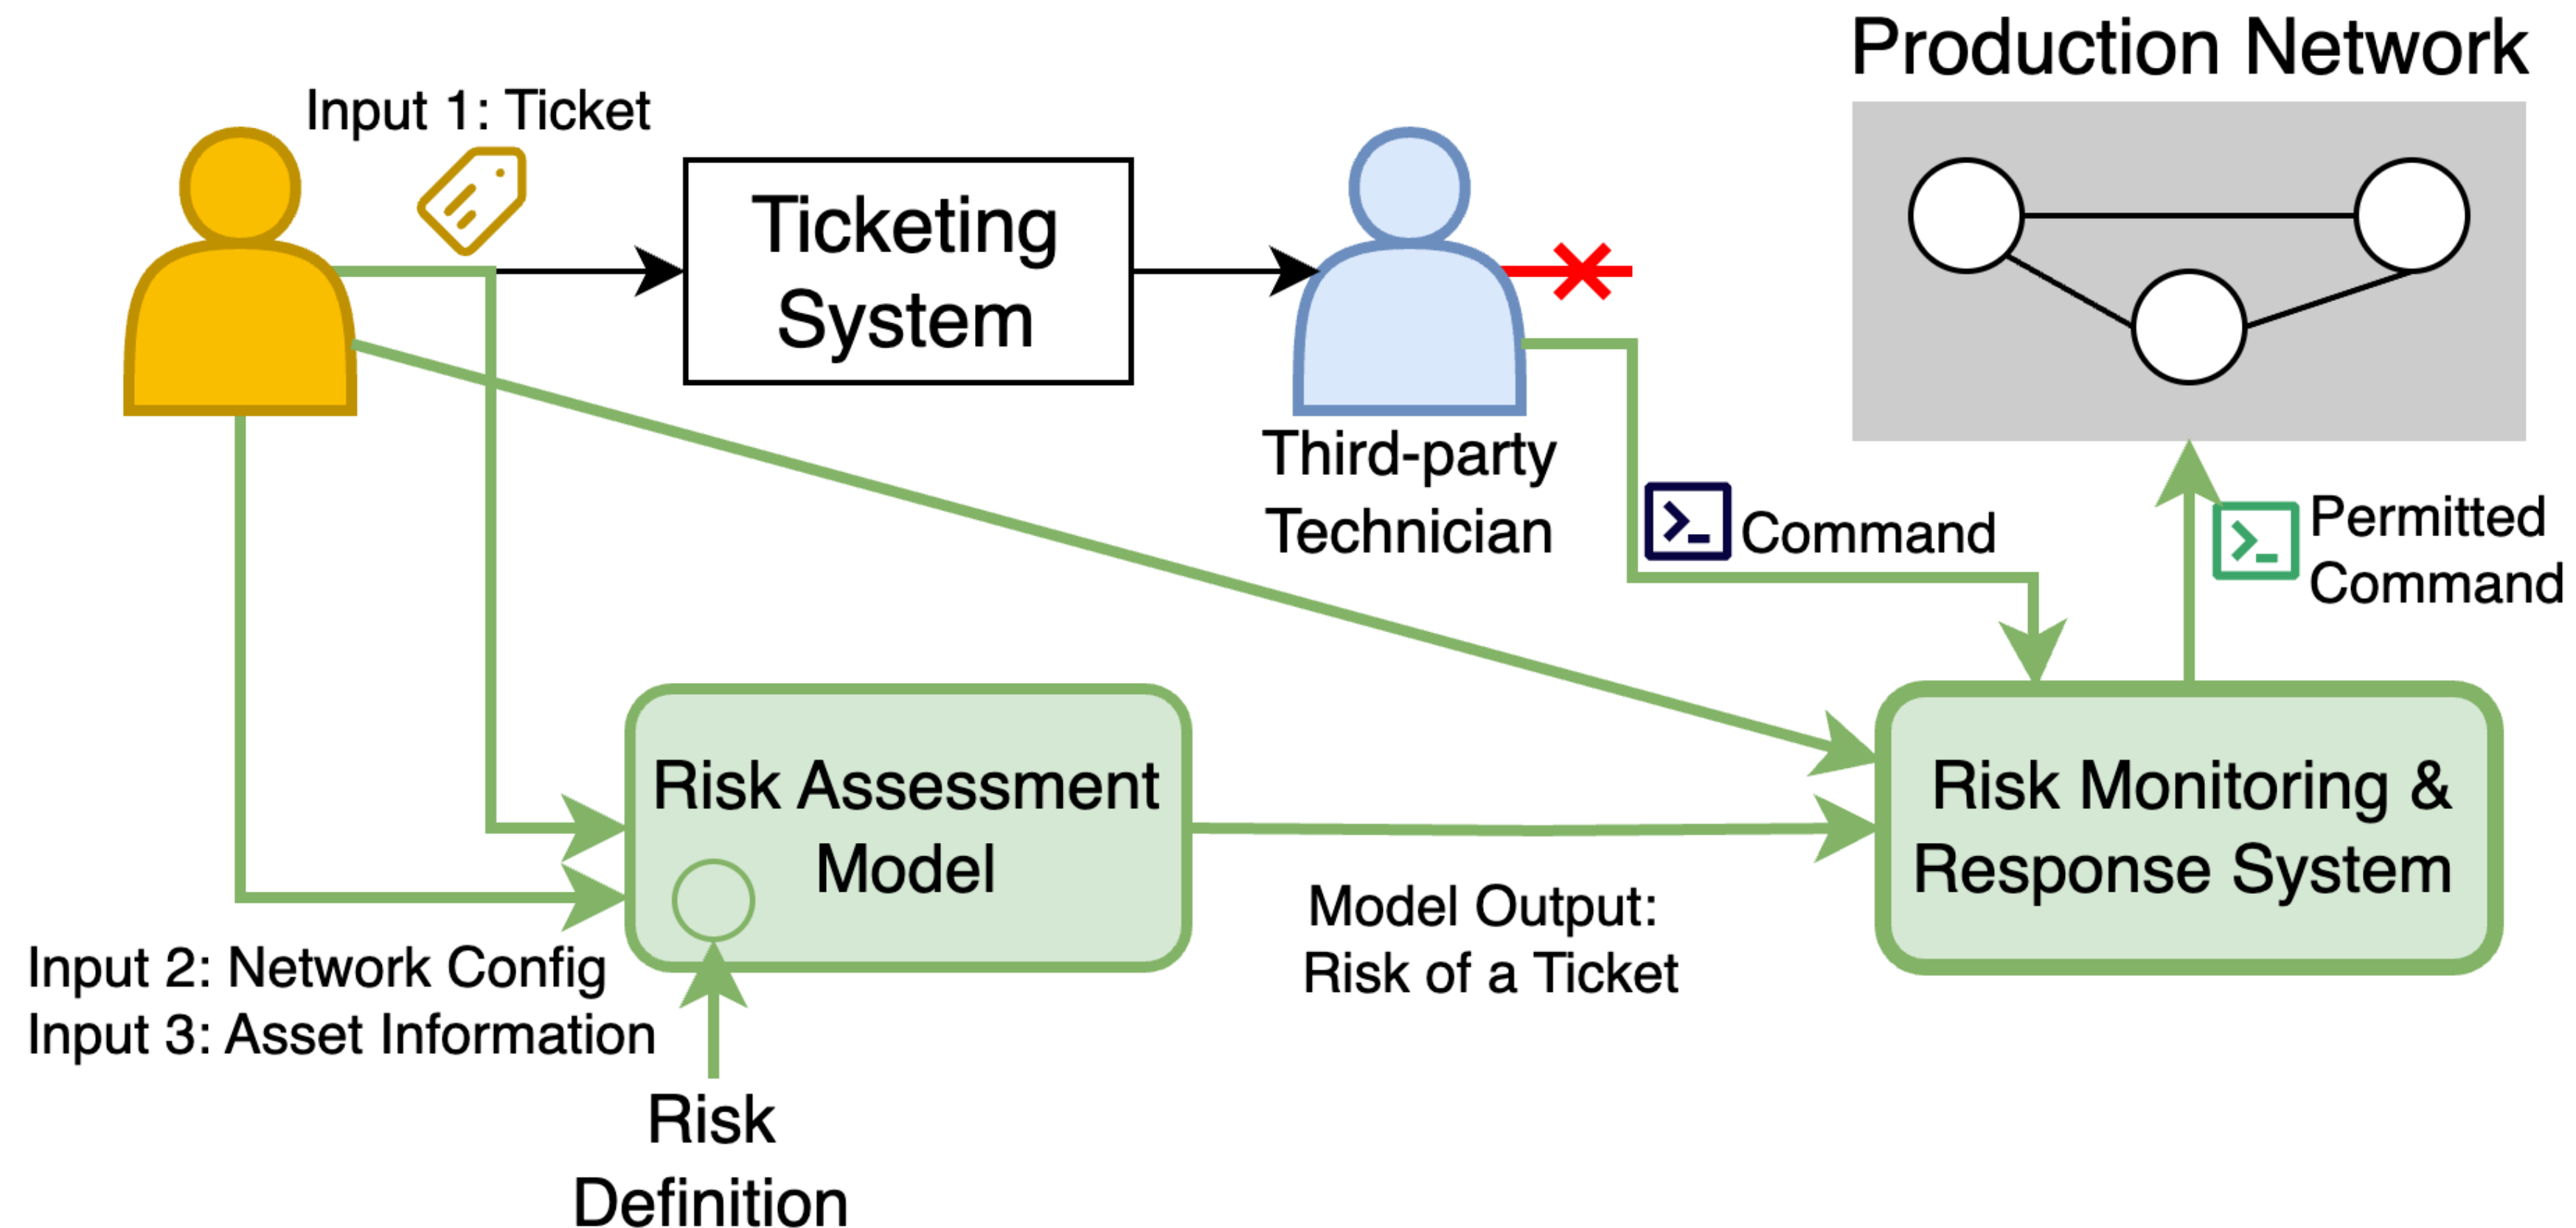 Production Network
Input 1: Ticket
Ticketing
System
Third-party
Technician
Command
Permitted
Command
Risk Assessment
Model
Risk Monitoring &
Response System
Model Output:
Risk of a Ticket
Input 2: Network Config
Input 3: Asset Information
Risk
Definition